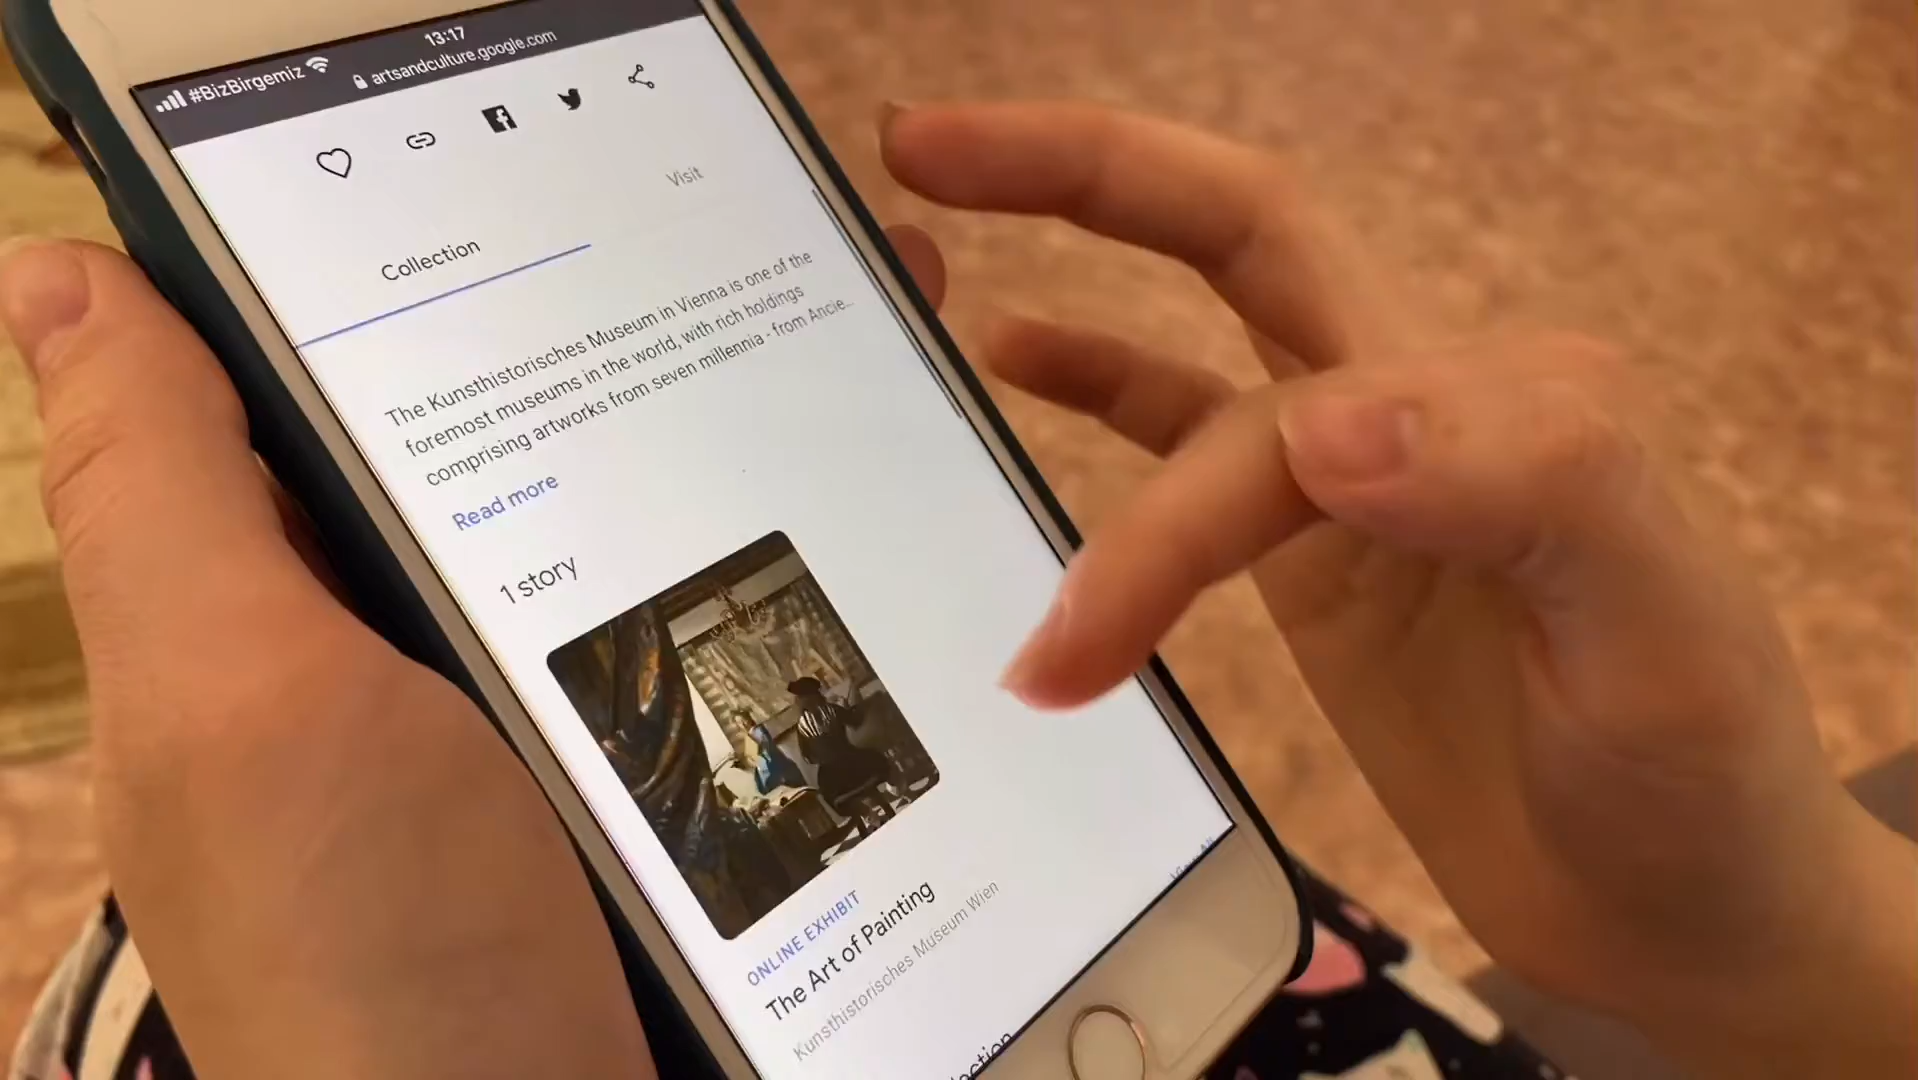 #BizBirgemiz
13:17
artsandculture.google.com
Collection
Visit
The Kunsthistorisches Museum in Vienna is one of the
foremost museums in the world, with rich holdings
comprising artworks from seven millennia - from Ancie...
Read more
1 story
ONLINE EXHIBIT
The Art of Painting
Kunsthistorisches Museum Wien